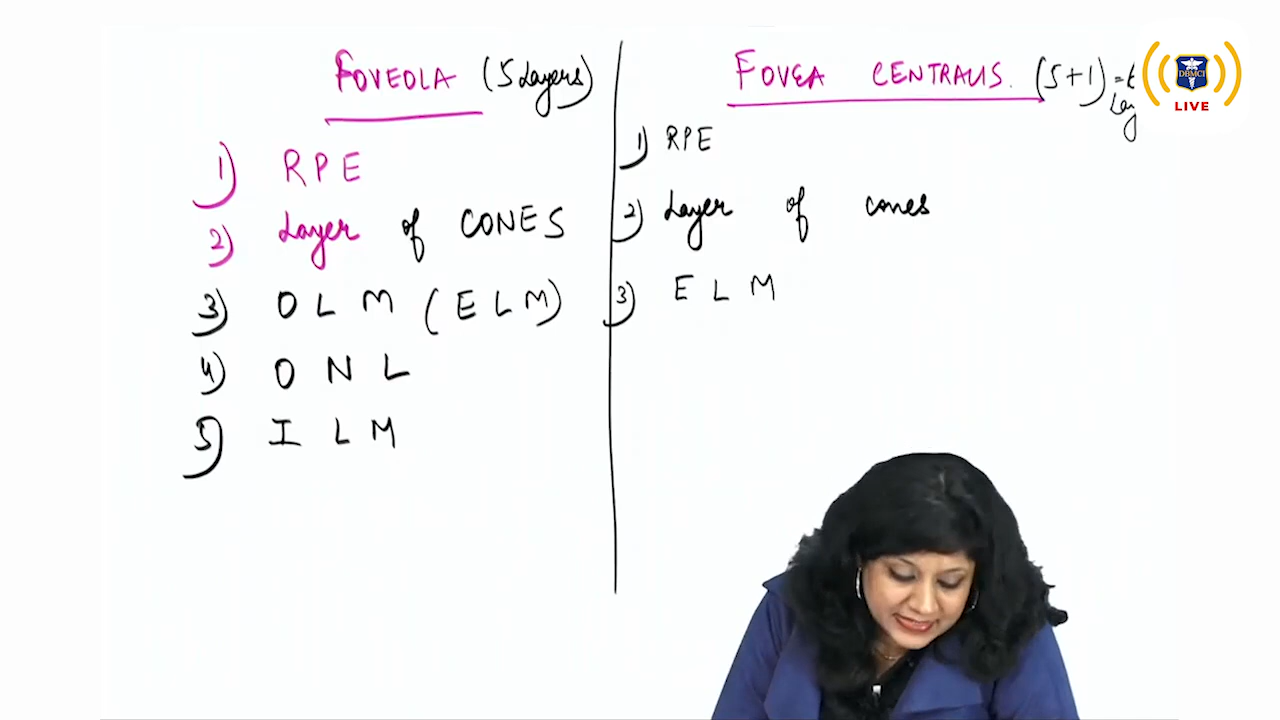 FOVEOLA (5 Layers)
1) RPE
2) Layer of CONES
3) OLM (ELM)
4) ONL
5) ILM
FOVEA CENTRALIS. (5+1) =
1) RPE
2) Layer of cones
3) ELM
DBMCI
LIVE